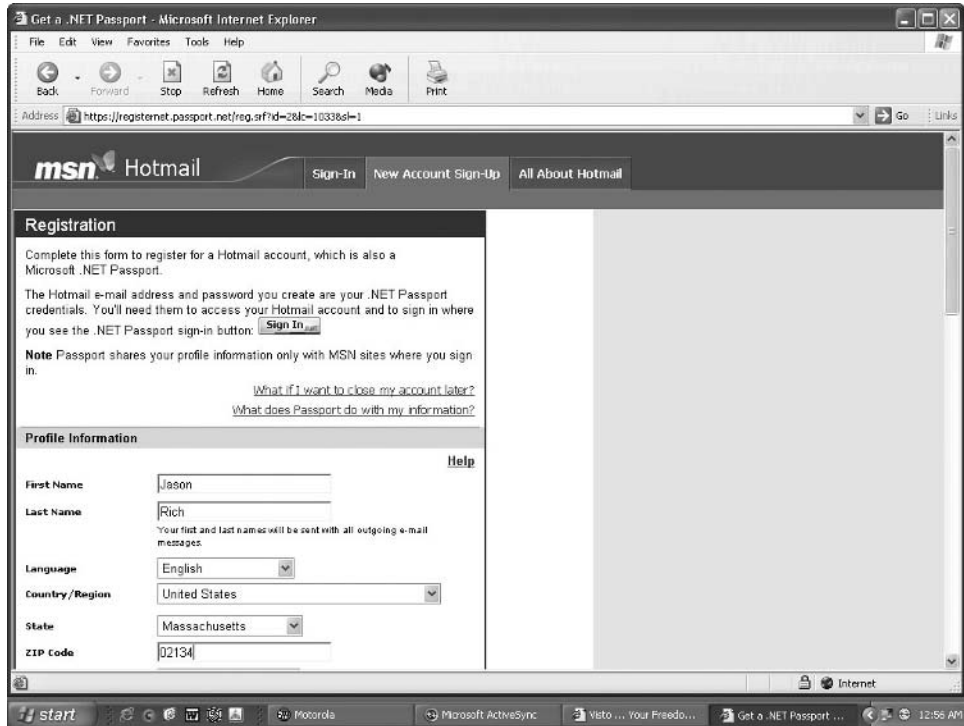 Get a .NET Passport - Microsoft Internet Explorer
File Edit View Favorites Tools Help
Back Forward Stop Refresh Home Search Media Print
Address https://registernet.passport.net/reg.srf?id=2&lc=1033&sl=1 Go Links
msn Hotmail Sign-In New Account Sign-Up All About Hotmail
Registration
Complete this form to register for a Hotmail account, which is also a
Microsoft .NET Passport.
The Hotmail e-mail address and password you create are your .NET Passport
credentials. You'll need them to access your Hotmail account and to sign in where
you see the .NET Passport sign-in button: Sign In
Note Passport shares your profile information only with MSN sites where you sign
in.
What if I want to close my account later?
What does Passport do with my information?
Profile Information
Help
First Name Jason
Last Name Rich
Your first and last names will be sent with all outgoing e-mail
messages.
Language English
Country/Region United States
State Massachusetts
ZIP Code 02134
Internet
start Motorola Microsoft ActiveSync Visto ... Your Freedo... Get a .NET Passport ... 12:56 AM